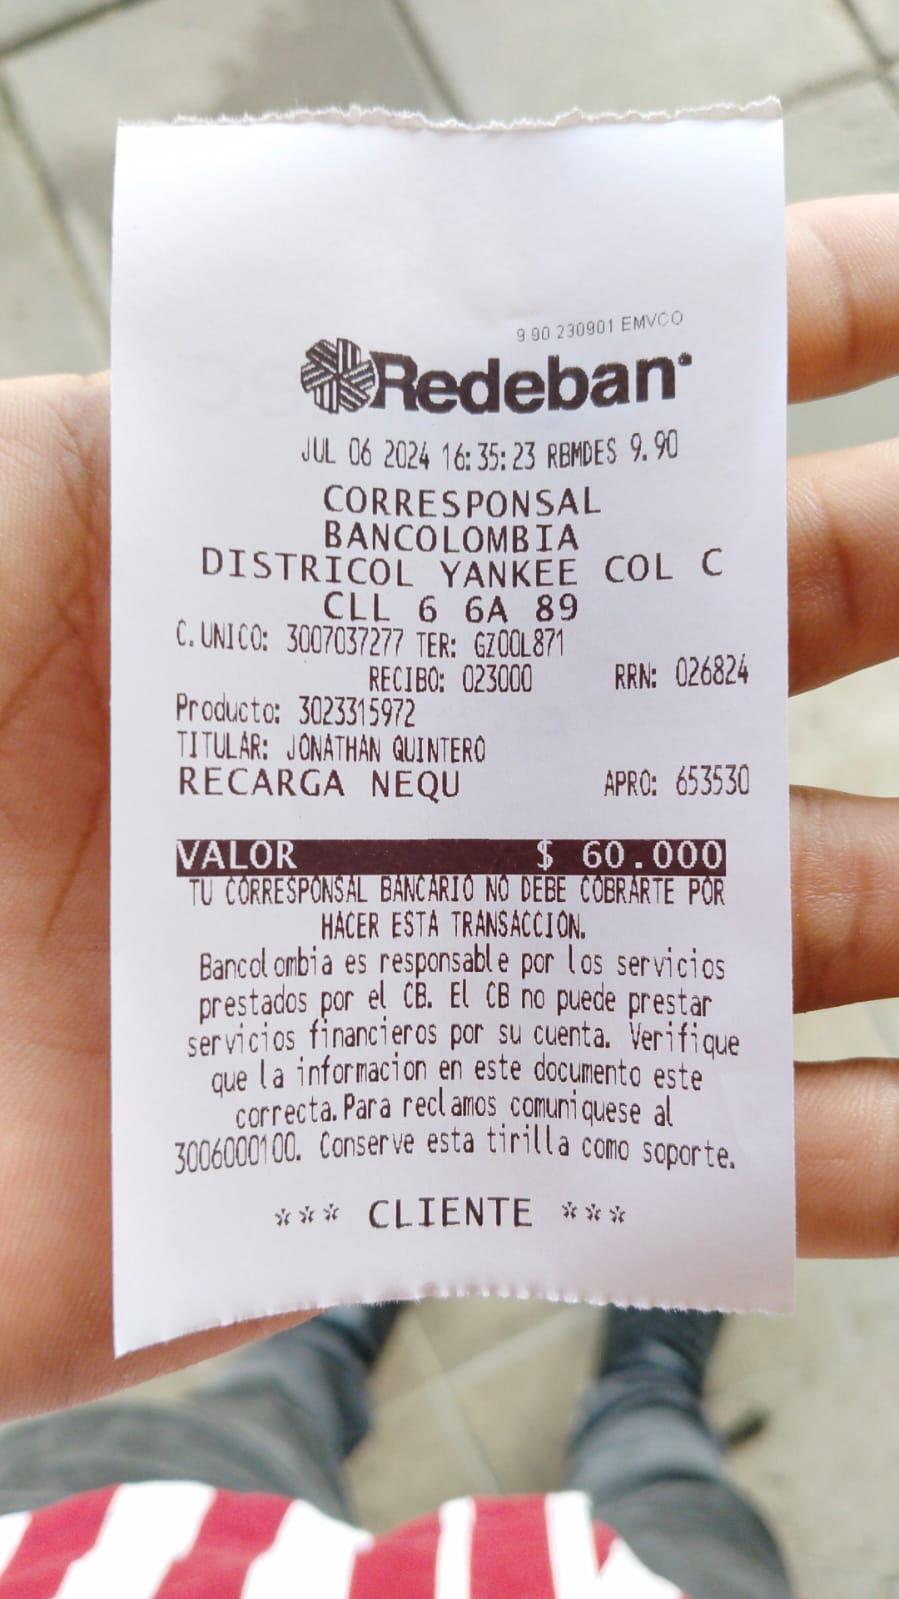 9.90 230901 EMVCO
Redeban
JUL 06 2024 16:35:23 RBMDES 9.90
CORRESPONSAL
BANCOLOMBIA
DISTRICOL YANKEE COL C
CLL 6 6A 89
C.UNICO: 3007037277 TER: GZOOL871
RECIBO: 023000 RRN: 026824
Producto: 3023315972
TITULAR: JONATHAN QUINTERO
RECARGA NEQU APRO: 653530
VALOR $ 60.000
TU CORRESPONSAL BANCARIO NO DEBE COBRARTE POR
HACER ESTA TRANSACCION.
Bancolombia es responsable por los servicios
prestados por el CB. El CB no puede prestar
servicios financieros por su cuenta. Verifique
que la informacion en este documento este
correcta.Para reclamos comuniquese al
3006000100. Conserve esta tirilla como soporte.
*** CLIENTE ***